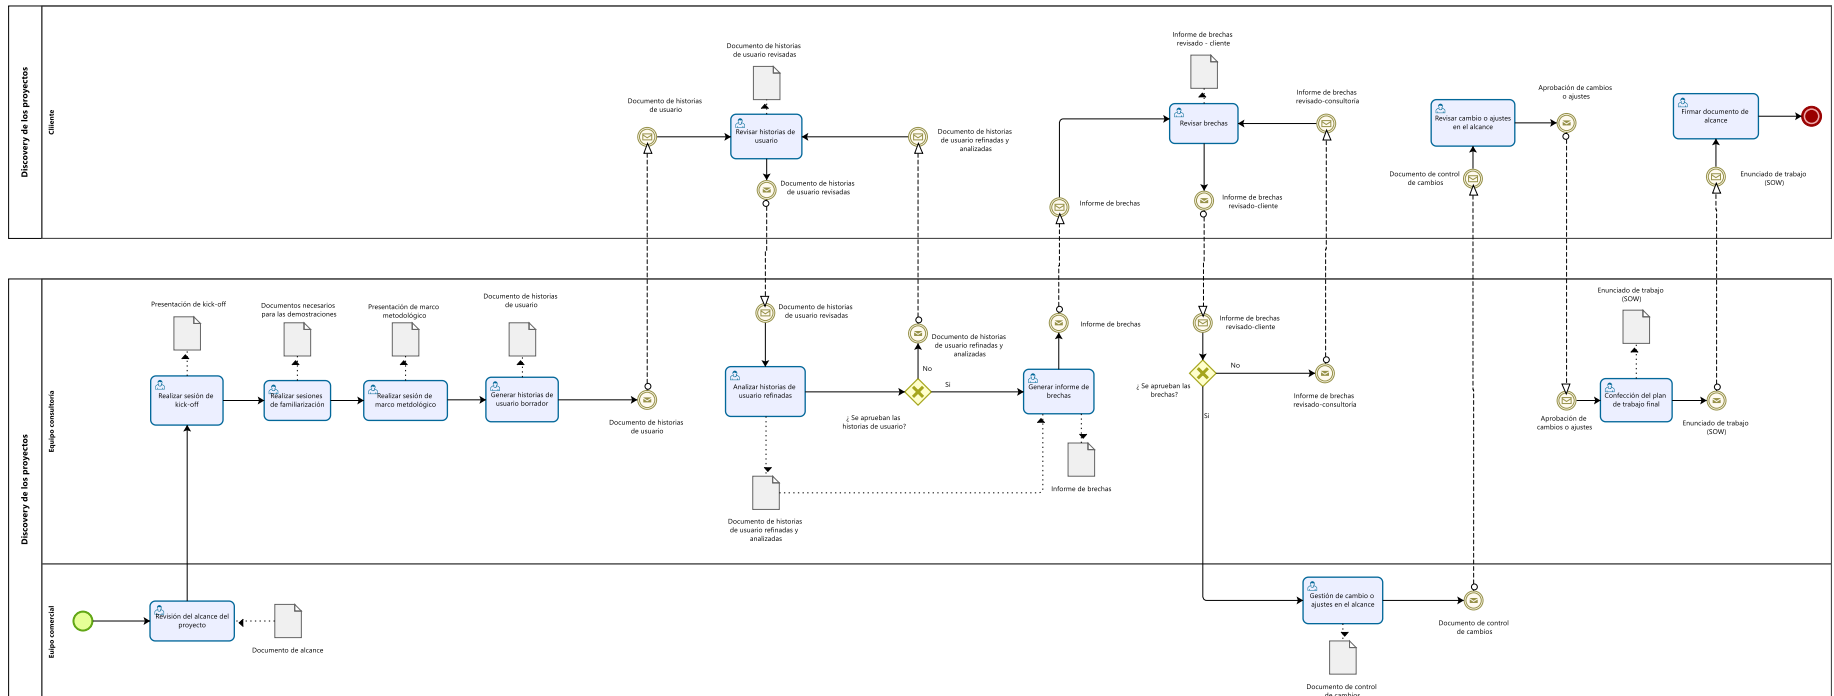 Discovery de los proyectos
Cliente
Documento de historias
de usuario
Documento de historias
de usuario revisadas
Revisar historias de
usuario
Documento de historias
de usuario revisadas
Documento de historias
de usuario refinadas y
analizadas
Informe de brechas
Informe de brechas
revisado - cliente
Revisar brechas
Informe de brechas
revisado-cliente
Informe de brechas
revisado-consultoría
Documento de control
de cambios
Revisar cambio o ajustes
en el alcance
Aprobación de cambios
o ajustes
Firmar documento de
alcance
Enunciado de trabajo
(SOW)
Discovery de los proyectos
Equipo consultoría
Presentación de kick-off
Realizar sesión de
kick-off
Documentos necesarios
para las demostraciones
Realizar sesiones
de familiarización
Presentación de marco
metodológico
Realizar sesión de
marco metdológico
Documento de historias
de usuario
Generar historias de
usuario borrador
Documento de historias
de usuario
Documento de historias
de usuario revisadas
Analizar historias de
usuario refinadas
Documento de historias
de usuario refinadas y
analizadas
¿ Se aprueban las
historias de usuario?
No
Si
Documento de historias
de usuario refinadas y
analizadas
Informe de brechas
Generar informe de
brechas
Informe de brechas
Informe de brechas
revisado-cliente
¿ Se aprueban las
brechas?
No
Si
Informe de brechas
revisado-consultoría
Aprobación de
cambios o ajustes
Enunciado de trabajo
(SOW)
Confección del plan
de trabajo final
Enunciado de trabajo
(SOW)
Euipo comercial
Revisión del alcance del
proyecto
Documento de alcance
Gestión de cambio o
ajustes en el alcance
Documento de control
de cambios
Documento de control
de cambios